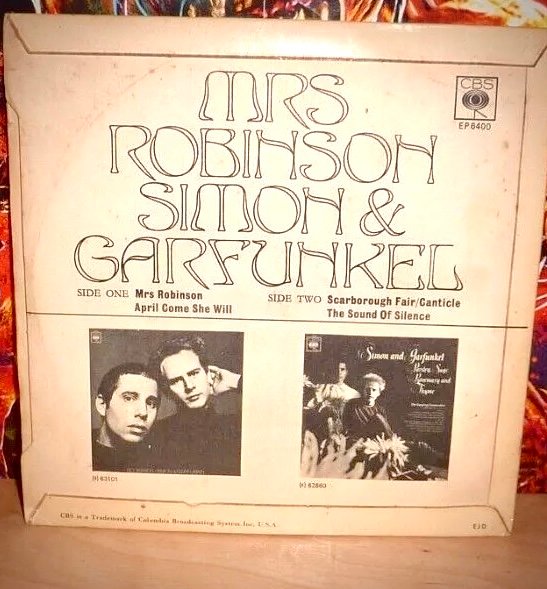 MRS
ROBINSON
SIMON &
GARFUNKEL
CBS
EP 6400
SIDE ONE Mrs Robinson
April Come She Will
SIDE TWO Scarborough Fair/Canticle
The Sound Of Silence
Simon and Garfunkel
Parsley, Sage,
Rosemary and
Thyme
(s) 63101
(s) 62860
CBS is a Trademark of Columbia Broadcasting System Inc, U.S.A.
EJD